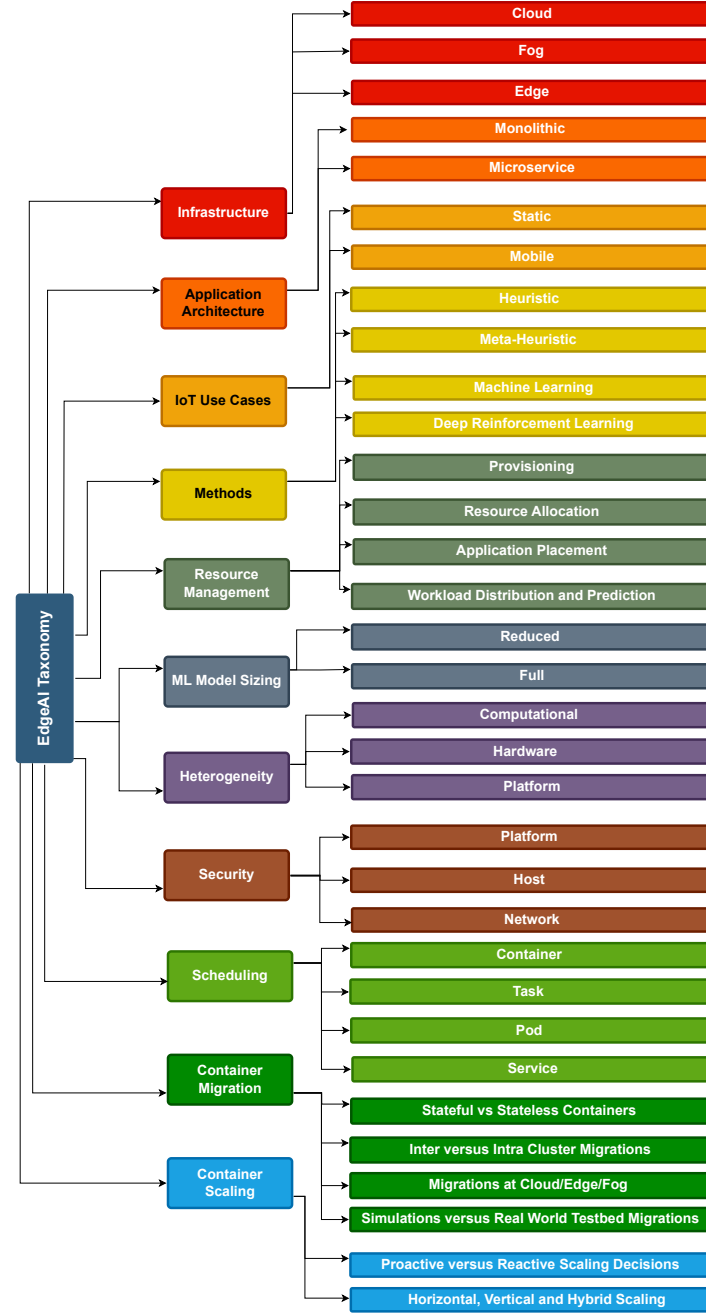 EdgeAI Taxonomy
Infrastructure
Cloud
Fog
Edge
Application
Architecture
Monolithic
Microservice
IoT Use Cases
Static
Mobile
Methods
Heuristic
Meta-Heuristic
Machine Learning
Deep Reinforcement Learning
Resource
Management
Provisioning
Resource Allocation
Application Placement
Workload Distribution and Prediction
ML Model Sizing
Reduced
Full
Heterogeneity
Computational
Hardware
Platform
Security
Platform
Host
Network
Scheduling
Container
Task
Pod
Service
Container
Migration
Stateful vs Stateless Containers
Inter versus Intra Cluster Migrations
Migrations at Cloud/Edge/Fog
Simulations versus Real World Testbed Migrations
Container
Scaling
Proactive versus Reactive Scaling Decisions
Horizontal, Vertical and Hybrid Scaling